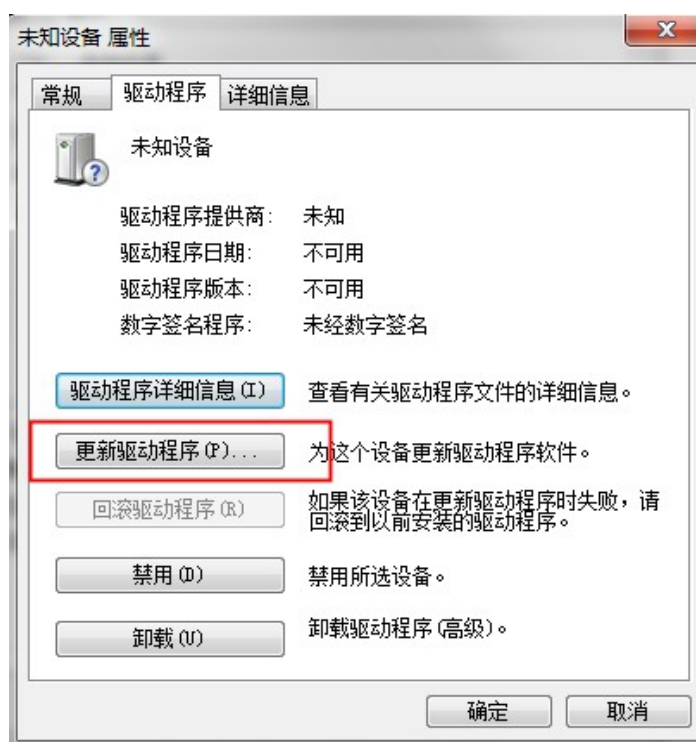 未知设备 属性
常规 驱动程序 详细信息
未知设备
驱动程序提供商: 未知
驱动程序日期: 不可用
驱动程序版本: 不可用
数字签名程序: 未经数字签名
驱动程序详细信息(I) 查看有关驱动程序文件的详细信息。
更新驱动程序(P)... 为这个设备更新驱动程序软件。
回滚驱动程序(R) 如果该设备在更新驱动程序时失败，请
回滚到以前安装的驱动程序。
禁用(D) 禁用所选设备。
卸载(U) 卸载驱动程序(高级)。
确定 取消